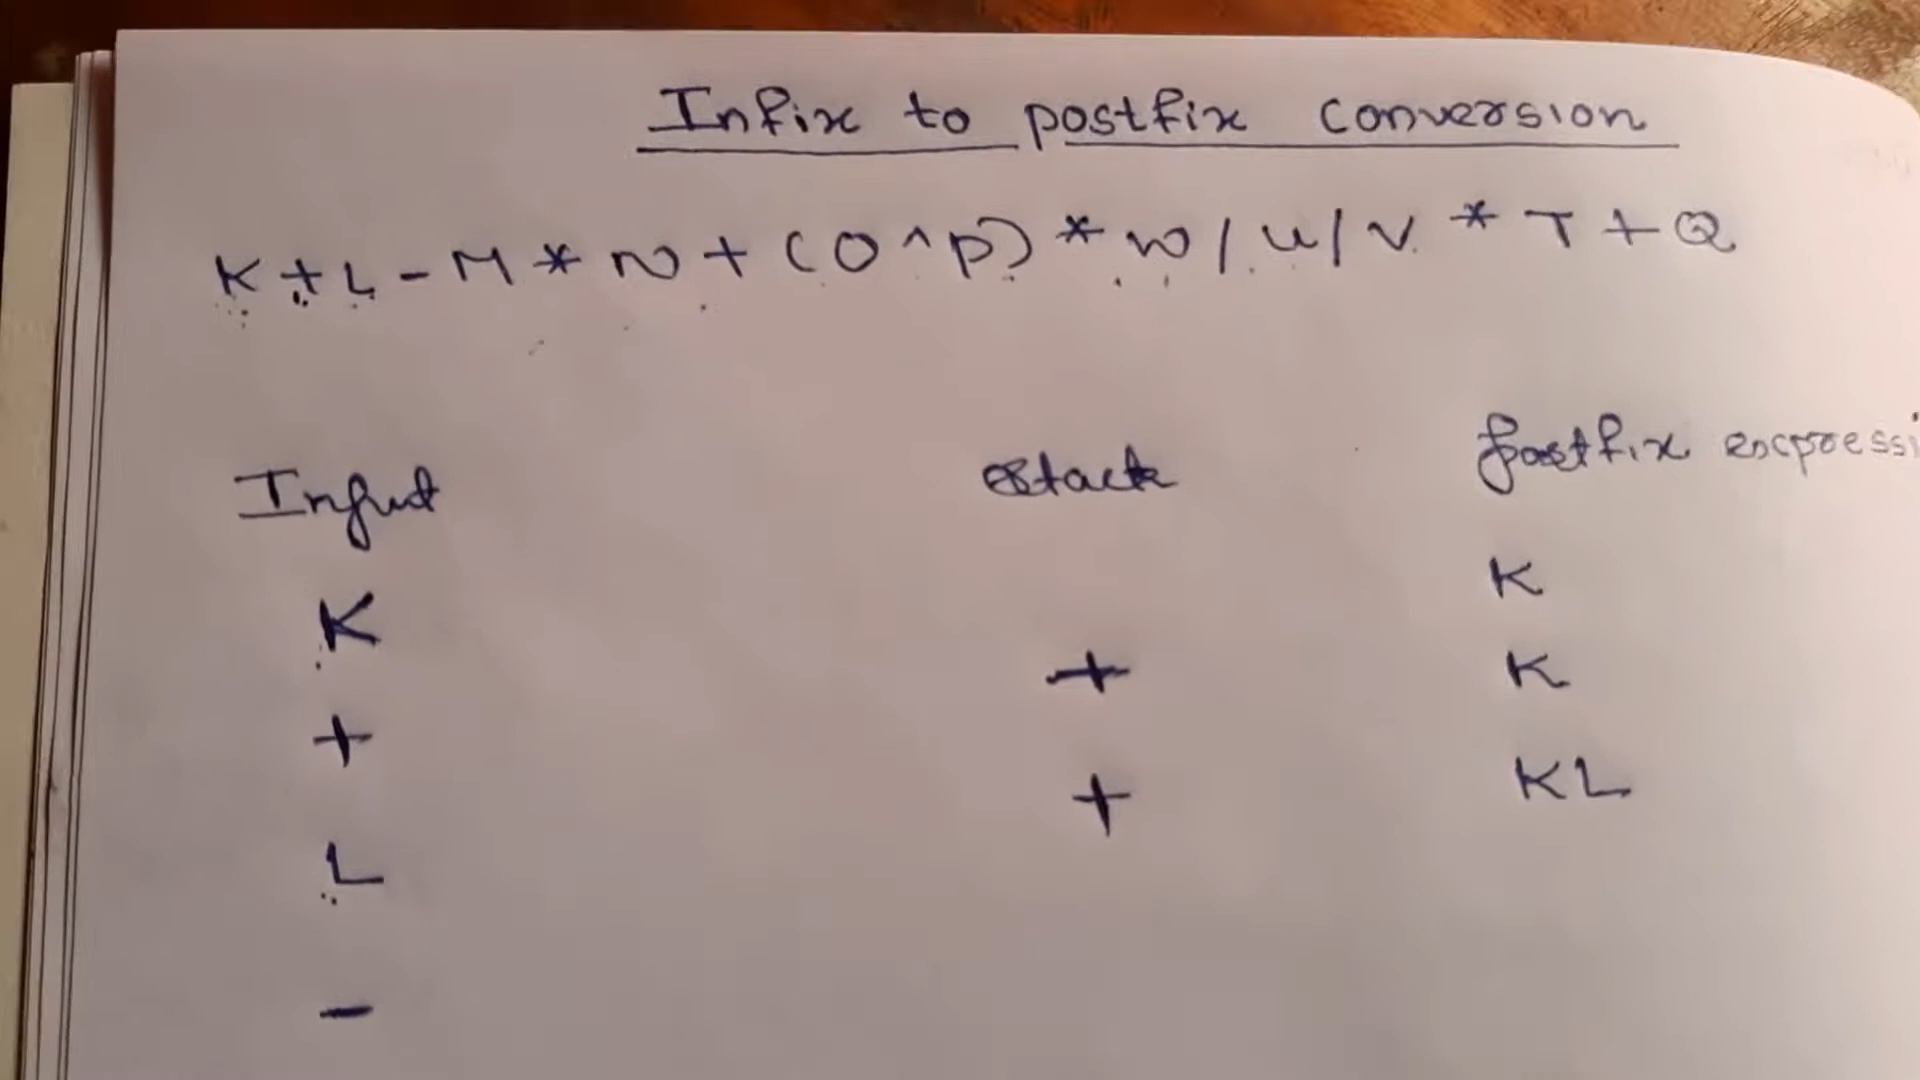 Infix to postfix conversion
K + L - M * N + ( O ^ P ) * W / U / V * T + Q
Input Stack Postfix expressi
K K
+ + K
L + KL
-